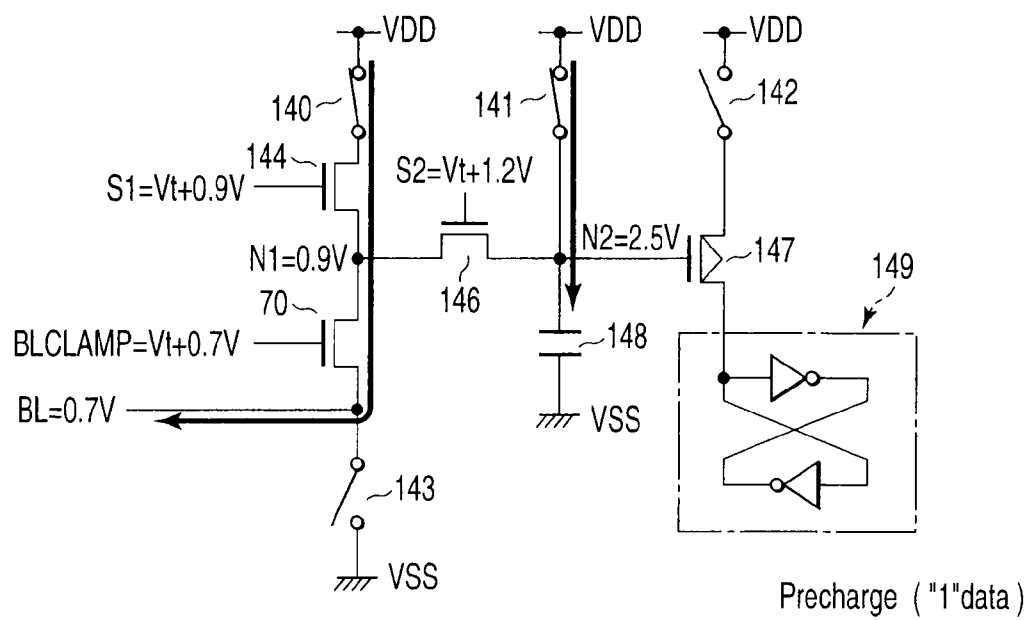 VDD
VDD
VDD
140
141
142
144
S1=Vt+0.9V
S2=Vt+1.2V
N1=0.9V
N2=2.5V
147
146
149
70
BLCLAMP=Vt+0.7V
148
BL=0.7V
VSS
143
VSS
Precharge ("1"data)